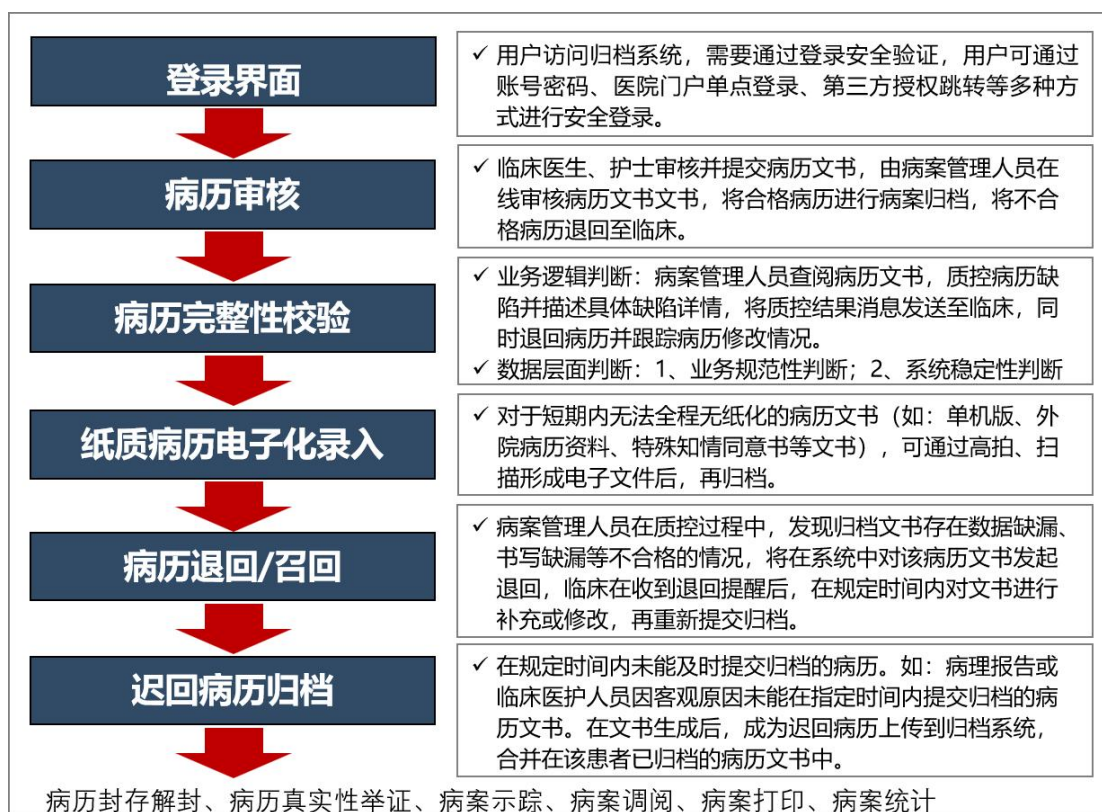 登录界面
✓ 用户访问归档系统，需要通过登录安全验证，用户可通过
账号密码、医院门户单点登录、第三方授权跳转等多种方
式进行安全登录。
病历审核
✓ 临床医生、护士审核并提交病历文书，由病案管理人员在
线审核病历文书文书，将合格病历进行病案归档，将不合
格病历退回至临床。
病历完整性校验
✓ 业务逻辑判断：病案管理人员查阅病历文书，质控病历缺
陷并描述具体缺陷详情，将质控结果消息发送至临床，同
时退回病历并跟踪病历修改情况。
✓ 数据层面判断：1、业务规范性判断；2、系统稳定性判断
纸质病历电子化录入
✓ 对于短期内无法全程无纸化的病历文书（如：单机版、外
院病历资料、特殊知情同意书等文书），可通过高拍、扫
描形成电子文件后，再归档。
病历退回/召回
✓ 病案管理人员在质控过程中，发现归档文书存在数据缺漏、
书写缺漏等不合格的情况，将在系统中对该病历文书发起
退回，临床在收到退回提醒后，在规定时间内对文书进行
补充或修改，再重新提交归档。
迟回病历归档
✓ 在规定时间内未能及时提交归档的病历。如：病理报告或
临床医护人员因客观原因未能在指定时间内提交归档的病
历文书。在文书生成后，成为迟回病历上传到归档系统，
合并在该患者已归档的病历文书中。
病历封存解封、病历真实性举证、病案示踪、病案调阅、病案打印、病案统计